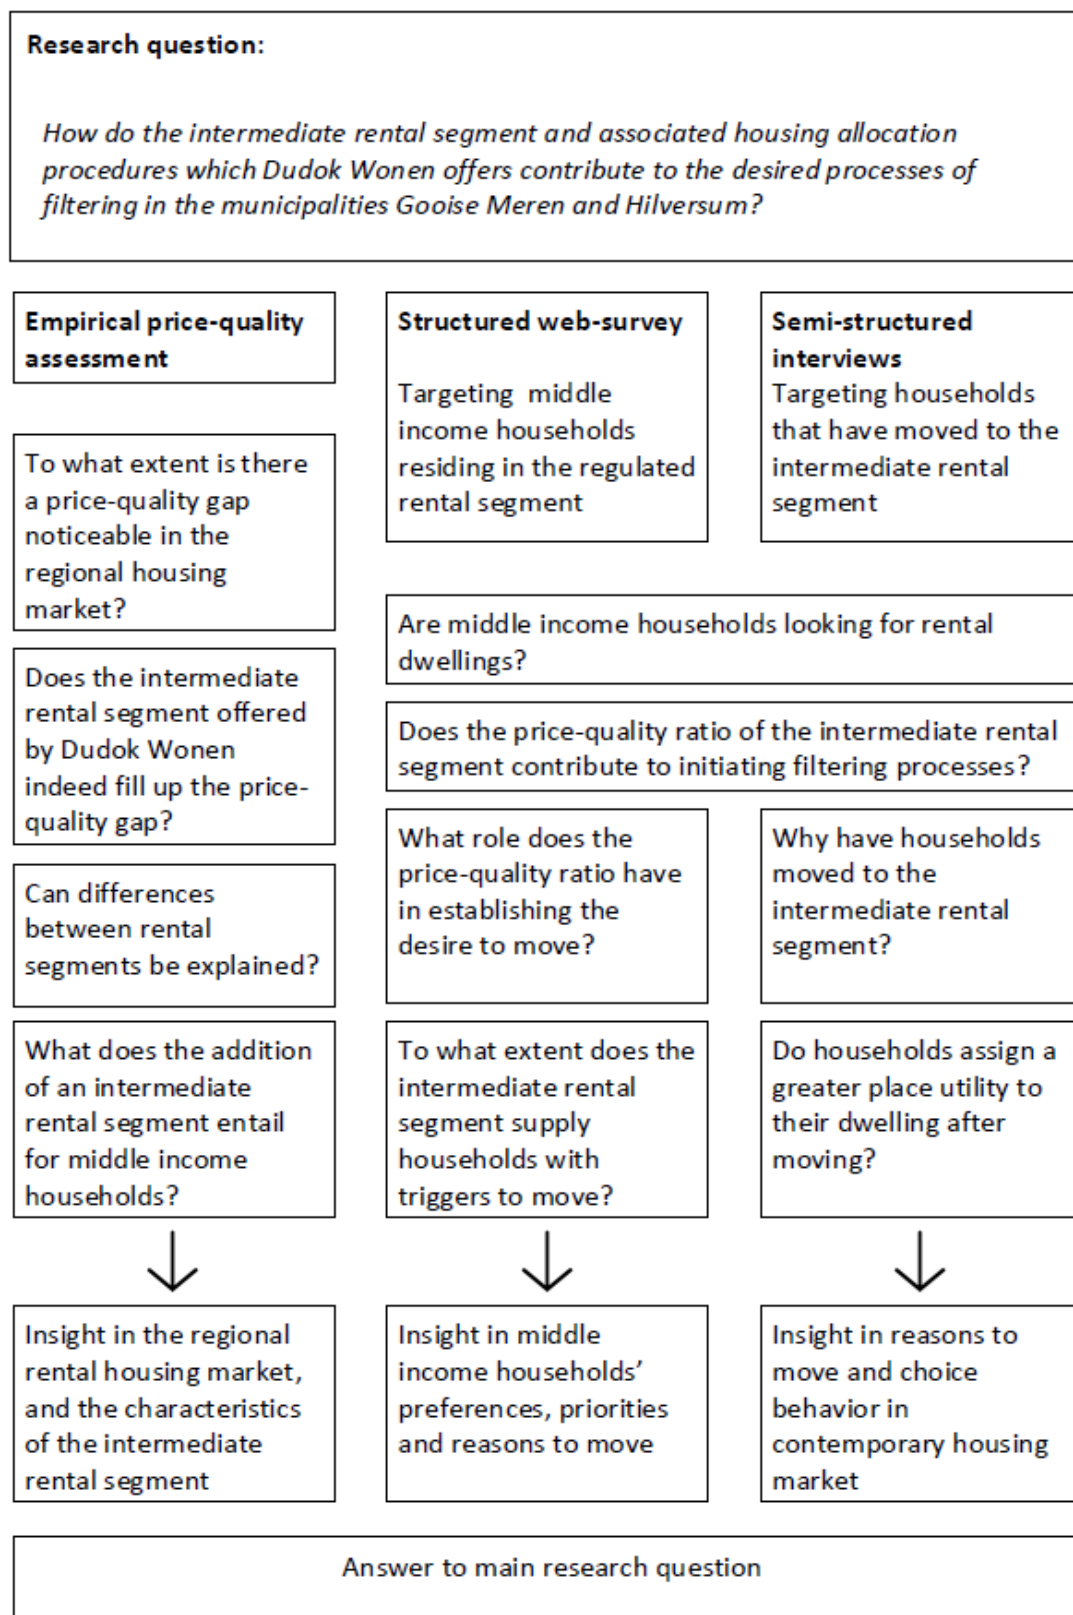 Research question:
How do the intermediate rental segment and associated housing allocation
procedures which Dudok Wonen offers contribute to the desired processes of
filtering in the municipalities Gooise Meren and Hilversum?
Empirical price-quality
assessment
To what extent is there
a price-quality gap
noticeable in the
regional housing
market?
Does the intermediate
rental segment offered
by Dudok Wonen
indeed fill up the price-
quality gap?
Can differences
between rental
segments be explained?
What does the addition
of an intermediate
rental segment entail
for middle income
households?
Insight in the regional
rental housing market,
and the characteristics
of the intermediate
rental segment
Structured web-survey
Targeting middle
income households
residing in the regulated
rental segment
Semi-structured
interviews
Targeting households
that have moved to the
intermediate rental
segment
Are middle income households looking for rental
dwellings?
Does the price-quality ratio of the intermediate rental
segment contribute to initiating filtering processes?
What role does the
price-quality ratio have
in establishing the
desire to move?
To what extent does the
intermediate rental
segment supply
households with
triggers to move?
Insight in middle
income households'
preferences, priorities
and reasons to move
Why have households
moved to the
intermediate rental
segment?
Do households assign a
greater place utility to
their dwelling after
moving?
Insight in reasons to
move and choice
behavior in
contemporary housing
market
Answer to main research question